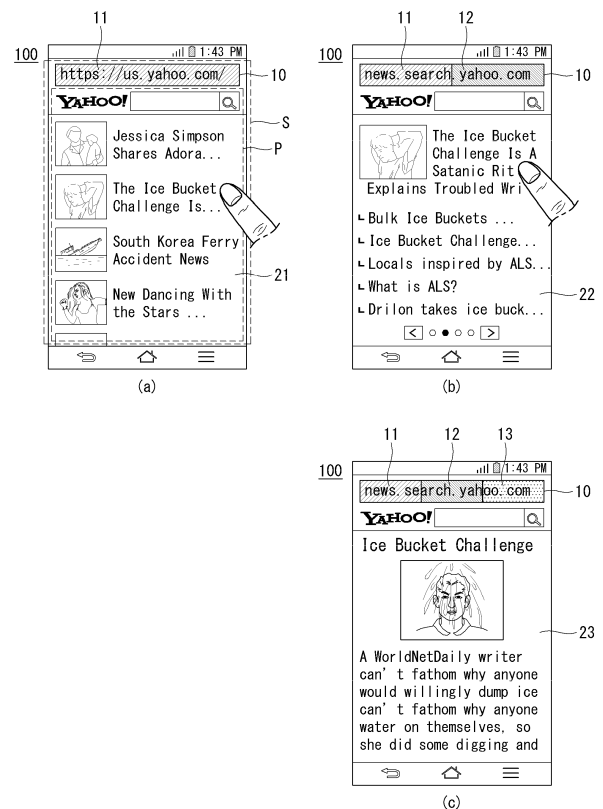 11
100
1:43 PM
https://us.yahoo.com/
10
YAHOO!
S
P
Jessica Simpson
Shares Adora...
The Ice Bucket
Challenge Is...
South Korea Ferry
Accident News
21
New Dancing With
the Stars ...
(a)
11
12
100
1:43 PM
news.search.yahoo.com
10
YAHOO!
The Ice Bucket
Challenge Is A
Satanic Rit
Explains Troubled Wri
Bulk Ice Buckets ...
Ice Bucket Challenge...
Locals inspired by ALS...
What is ALS?
22
Drilon takes ice buck...
(b)
11
12
13
100
1:43 PM
news.search.yahoo.com
10
YAHOO!
Ice Bucket Challenge
23
A WorldNetDaily writer
can't fathom why anyone
would willingly dump ice
can't fathom why anyone
water on themselves, so
she did some digging and
(c)